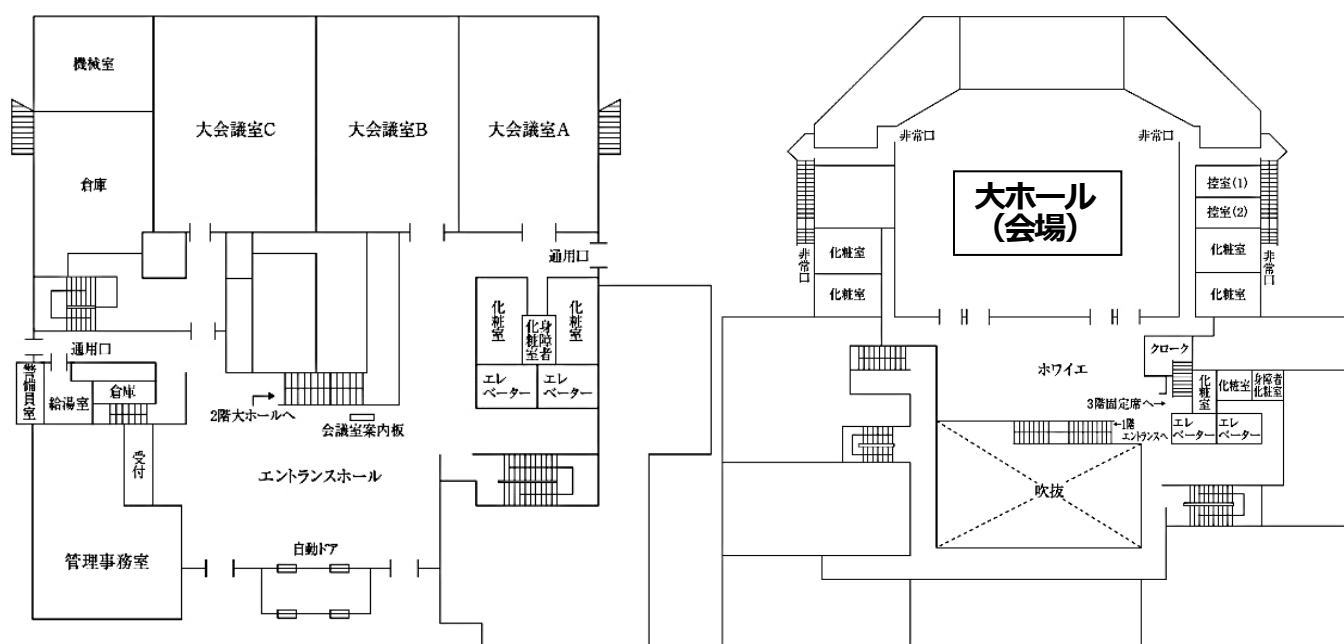 機械室
大会議室C
大会議室B
大会議室A
倉庫
通用口
化粧室
身障者
化粧室
化粧室
エレ
ベーター
エレ
ベーター
通用口
警備員室
給湯室
倉庫
2階大ホールへ
会議室案内板
受付
エントランスホール
管理事務室
自動ドア
非常口
非常口
大ホール
(会場)
控室(1)
控室(2)
化粧室
化粧室
非常口
化粧室
化粧室
非常口
ホワイエ
クローク
3階固定席へ→
化粧室
化粧室
身障者
化粧室
エレ
ベーター
エレ
ベーター
←1階
エントランスへ
吹抜